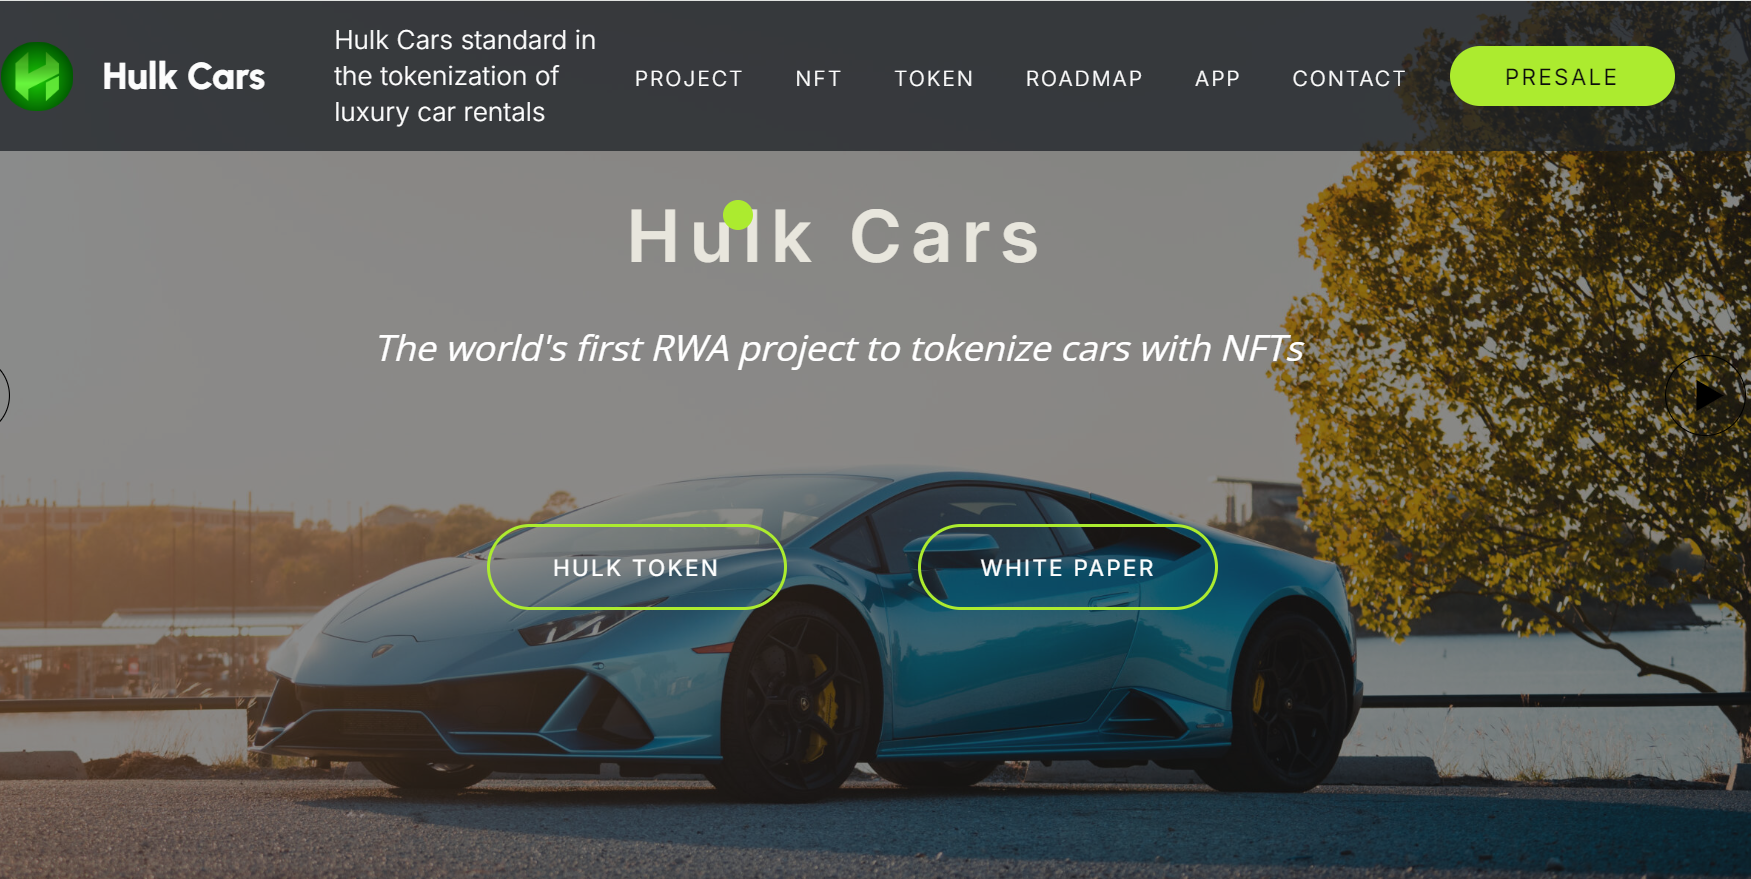 Hulk Cars
Hulk Cars standard in
the tokenization of
luxury car rentals
PROJECT
NFT
TOKEN
ROADMAP
APP
CONTACT
PRESALE
Hulk Cars
The world's first RWA project to tokenize cars with NFTs
HULK TOKEN
WHITE PAPER